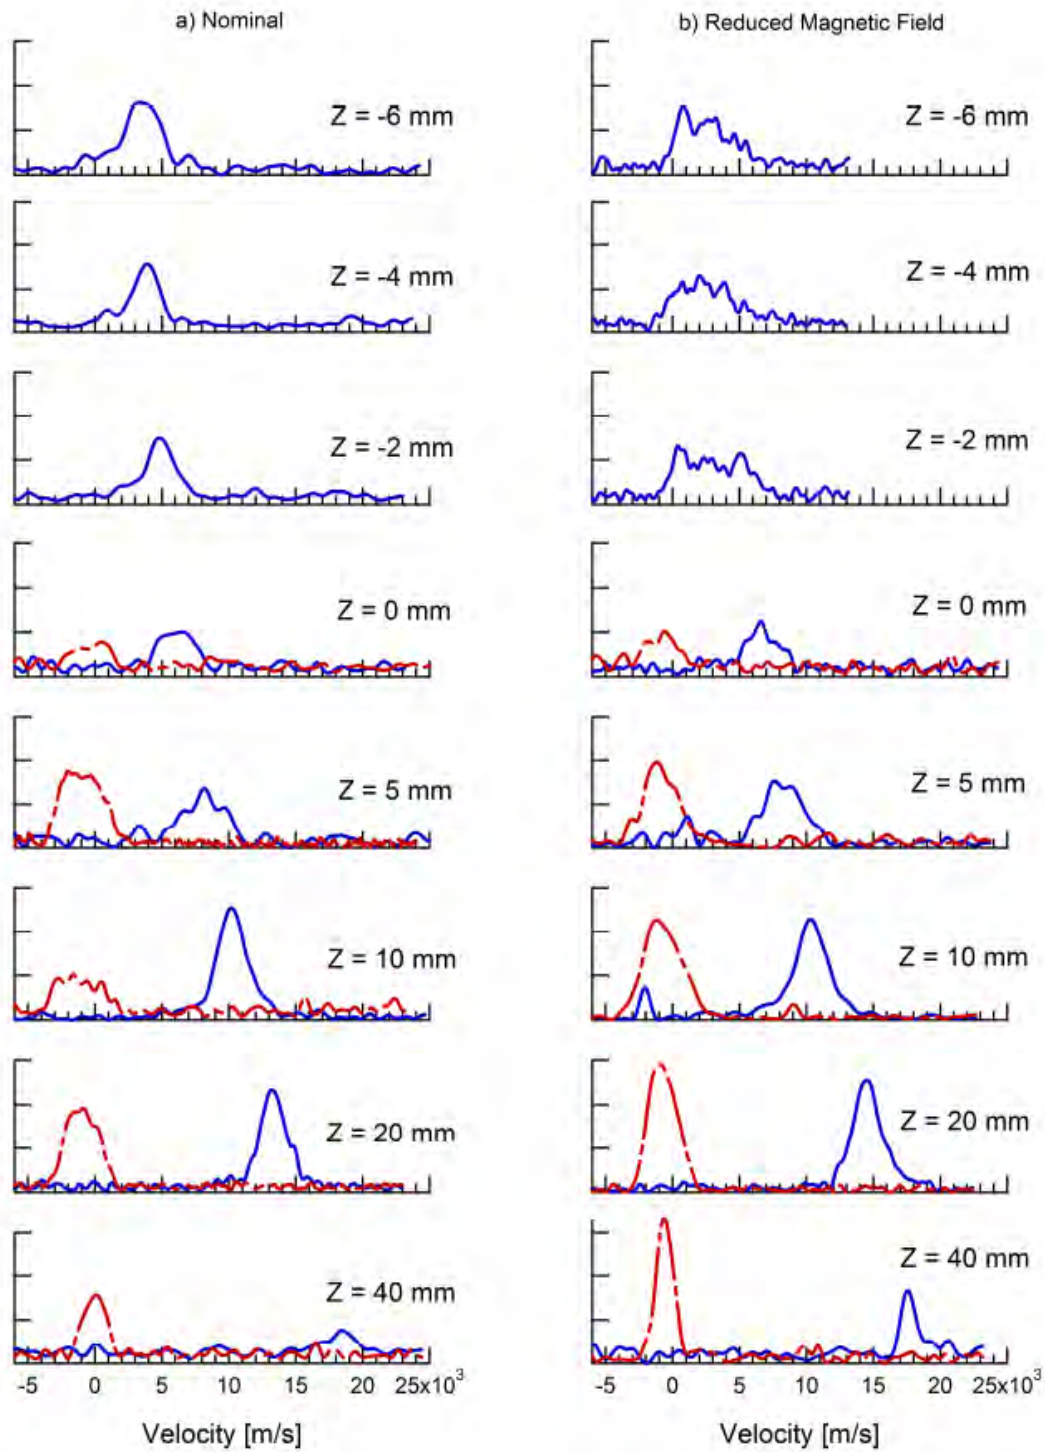 a) Nominal
b) Reduced Magnetic Field
Z = -6 mm
Z = -6 mm
Z = -4 mm
Z = -4 mm
Z = -2 mm
Z = -2 mm
Z = 0 mm
Z = 0 mm
Z = 5 mm
Z = 5 mm
Z = 10 mm
Z = 10 mm
Z = 20 mm
Z = 20 mm
Z = 40 mm
Z = 40 mm
-5 0 5 10 15 20 25x10³
-5 0 5 10 15 20 25x10³
Velocity [m/s]
Velocity [m/s]